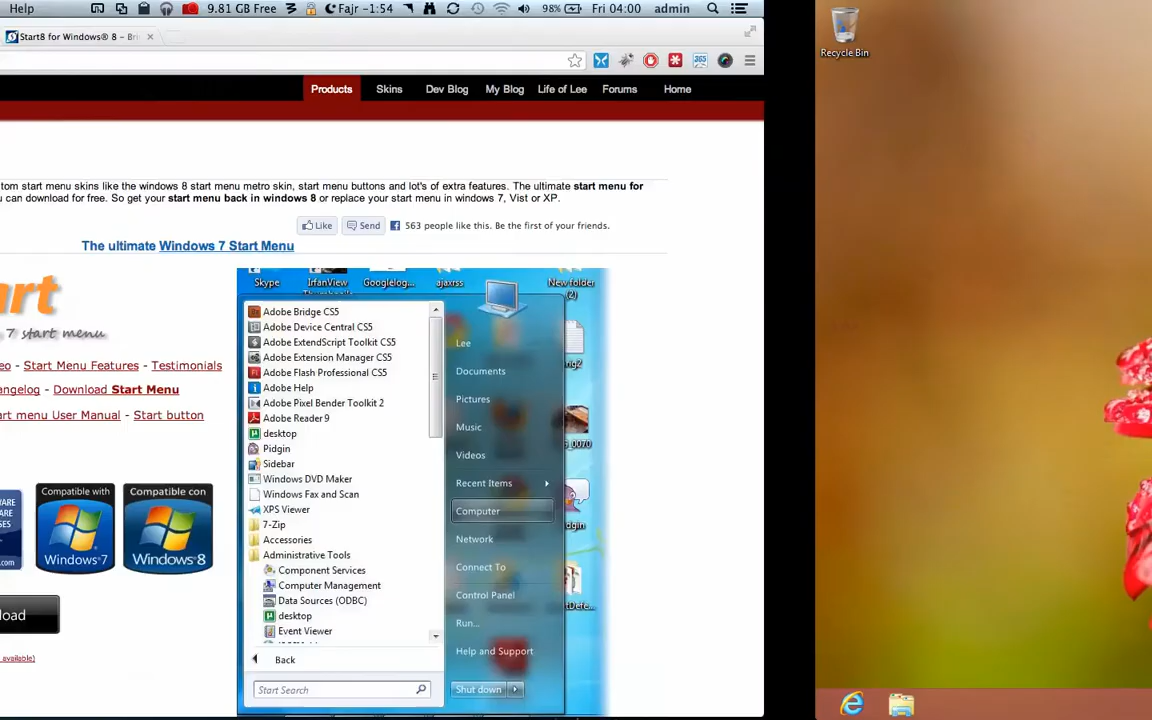 Help 9.81 GB Free Fajr -1:54 98% Fri 04:00 admin
Start8 for Windows® 8 – Bri
Products Skins Dev Blog My Blog Life of Lee Forums Home
tom start menu skins like the windows 8 start menu metro skin, start menu buttons and lot's of extra features. The ultimate start menu for
u can download for free. So get your start menu back in windows 8 or replace your start menu in windows 7, Vist or XP.
Like Send 563 people like this. Be the first of your friends.
The ultimate Windows 7 Start Menu
art
7 start menu
eo - Start Menu Features - Testimonials
angelog - Download Start Menu
art menu User Manual - Start button
WARE
SES
.com
Compatible with
Windows 7
Compatible con
Windows 8
load
available)
Skype IrfanView Googlelog... ajaxrss New folder
(2)
Adobe Bridge CS5
Adobe Device Central CS5
Adobe ExtendScript Toolkit CS5
Adobe Extension Manager CS5
Adobe Flash Professional CS5
Adobe Help
Adobe Pixel Bender Toolkit 2
Adobe Reader 9
desktop
Pidgin
Sidebar
Windows DVD Maker
Windows Fax and Scan
XPS Viewer
7-Zip
Accessories
Administrative Tools
Component Services
Computer Management
Data Sources (ODBC)
desktop
Event Viewer
Back
Start Search
Lee
Documents
Pictures
Music
Videos
Recent Items
Computer
Network
Connect To
Control Panel
Run...
Help and Support
Shut down
Recycle Bin